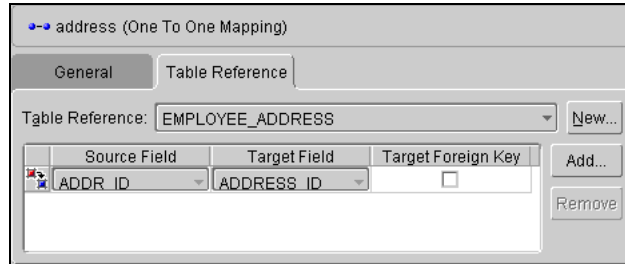 address (One To One Mapping)
General Table Reference
Table Reference: EMPLOYEE_ADDRESS New...
Source Field Target Field Target Foreign Key Add...
ADDR_ID ADDRESS_ID
Remove